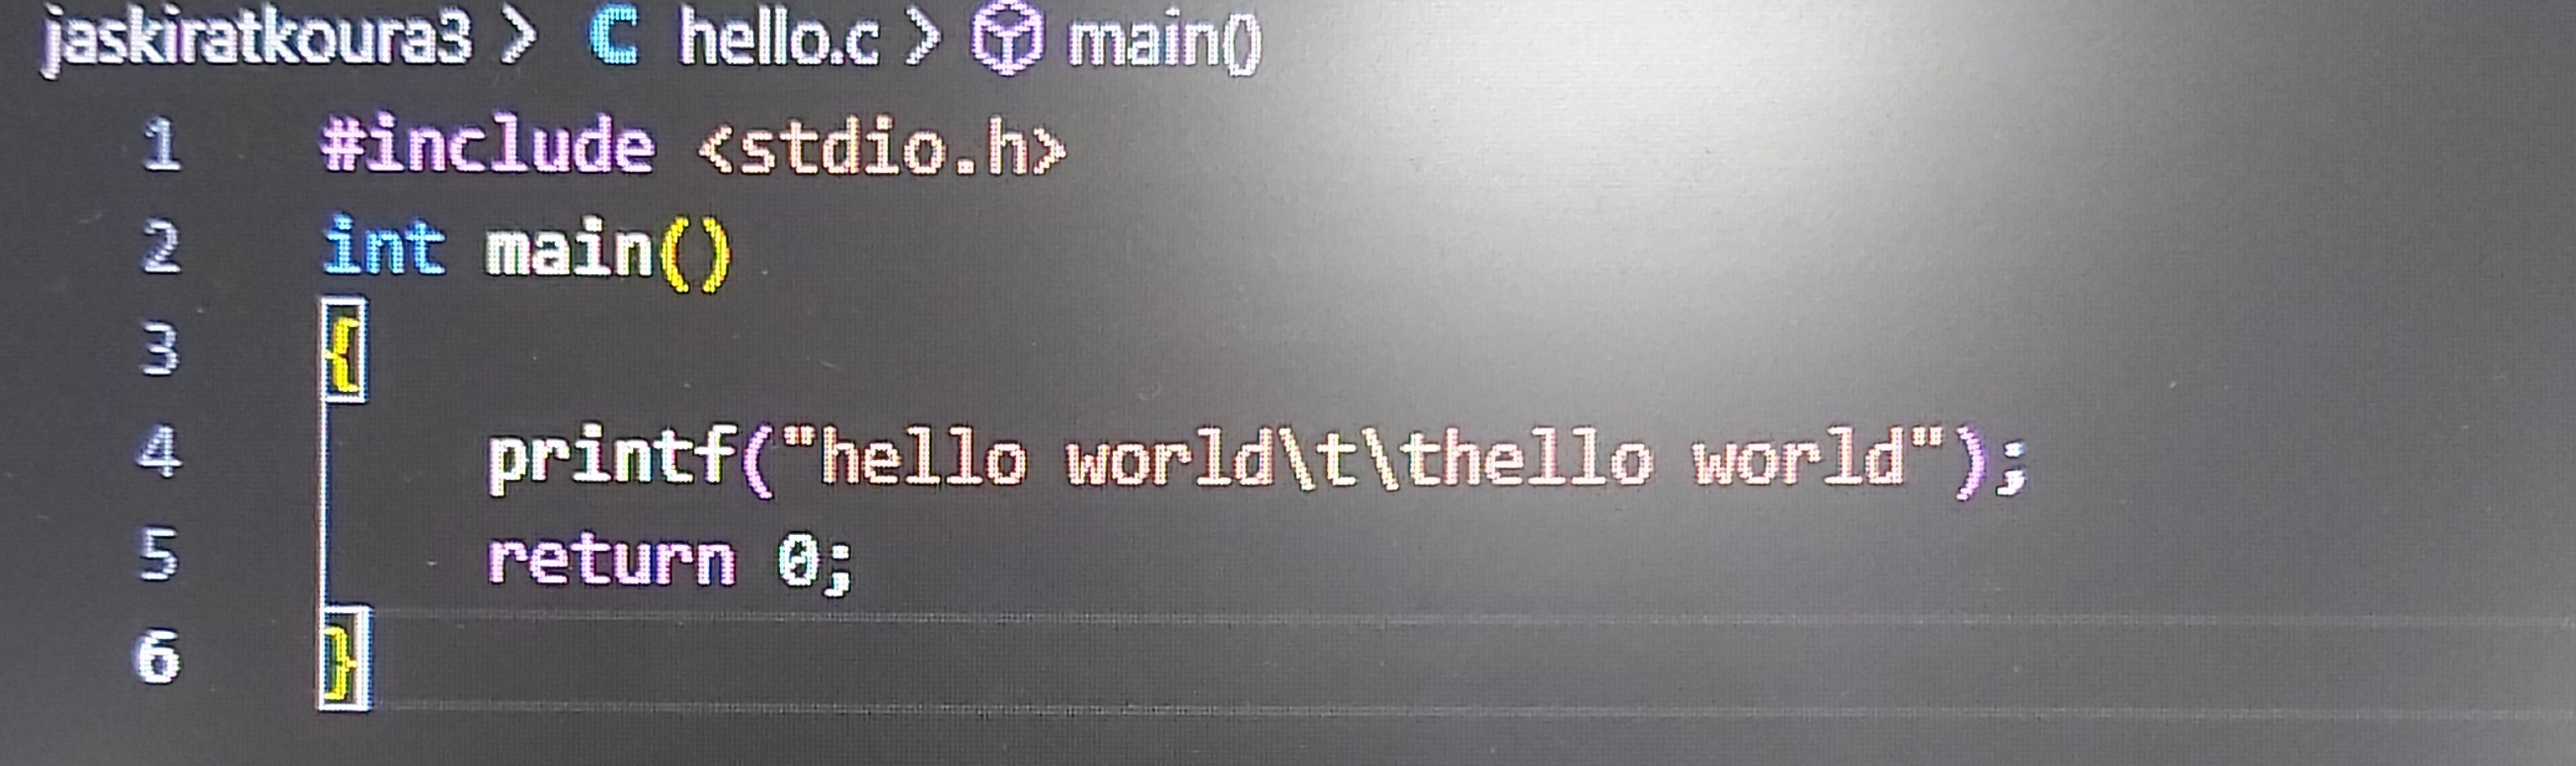 jaskiratkoura3 > C hello.c > main()
1 #include <stdio.h>
2 int main()
3 {
4     printf("hello world\t\thello world");
5     return 0;
6 }